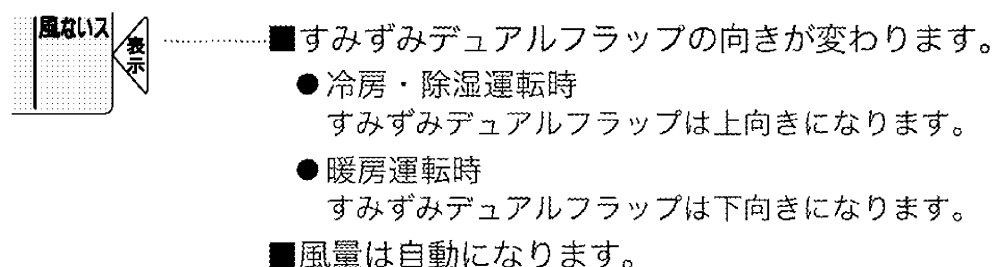 風ないス
表示
■すみずみデュアルフラップの向きが変わります。
●冷房・除湿運転時
すみずみデュアルフラップは上向きになります。
●暖房運転時
すみずみデュアルフラップは下向きになります。
■風量は自動になります。